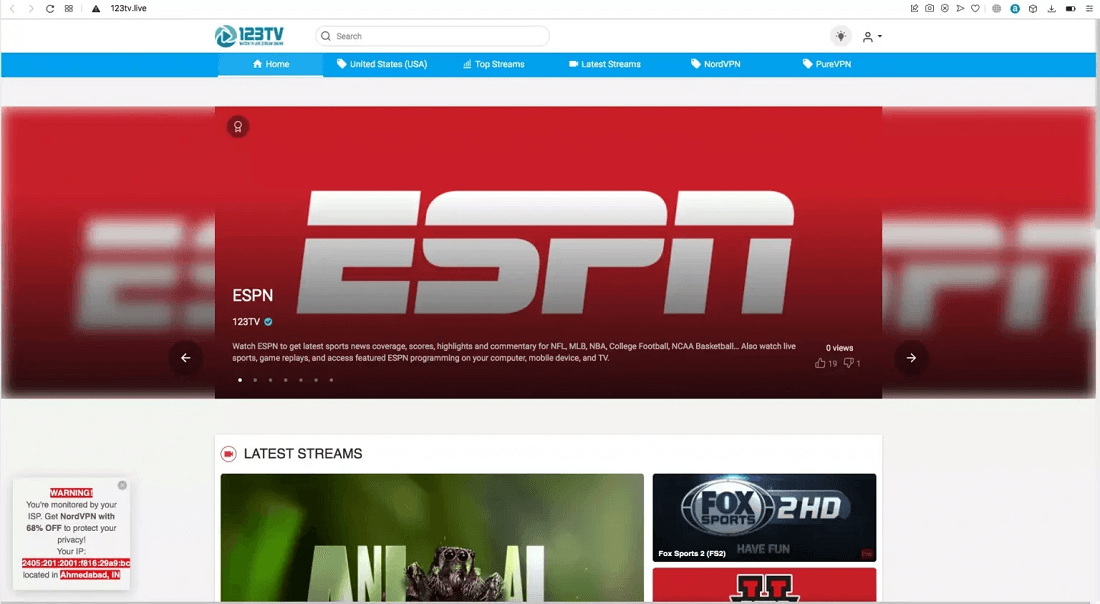 123tv.live
123TV
WATCH TV LIVE STREAM ONLINE
Search
Home
United States (USA)
Top Streams
Latest Streams
NordVPN
PureVPN
ESPN
ESPN
123TV
Watch ESPN to get latest sports news coverage, scores, highlights and commentary for NFL, MLB, NBA, College Football, NCAA Basketball... Also watch live
sports, game replays, and access featured ESPN programming on your computer, mobile device, and TV.
0 views
19
1
LATEST STREAMS
FOX
SPORTS
2HD
HAVE FUN
Fox Sports 2 (FS2)
WARNING!
You're monitored by your
ISP. Get NordVPN with
68% OFF to protect your
privacy!
Your IP:
2405:201:2001:f816:29a9:bc
located in Ahmedabad, IN